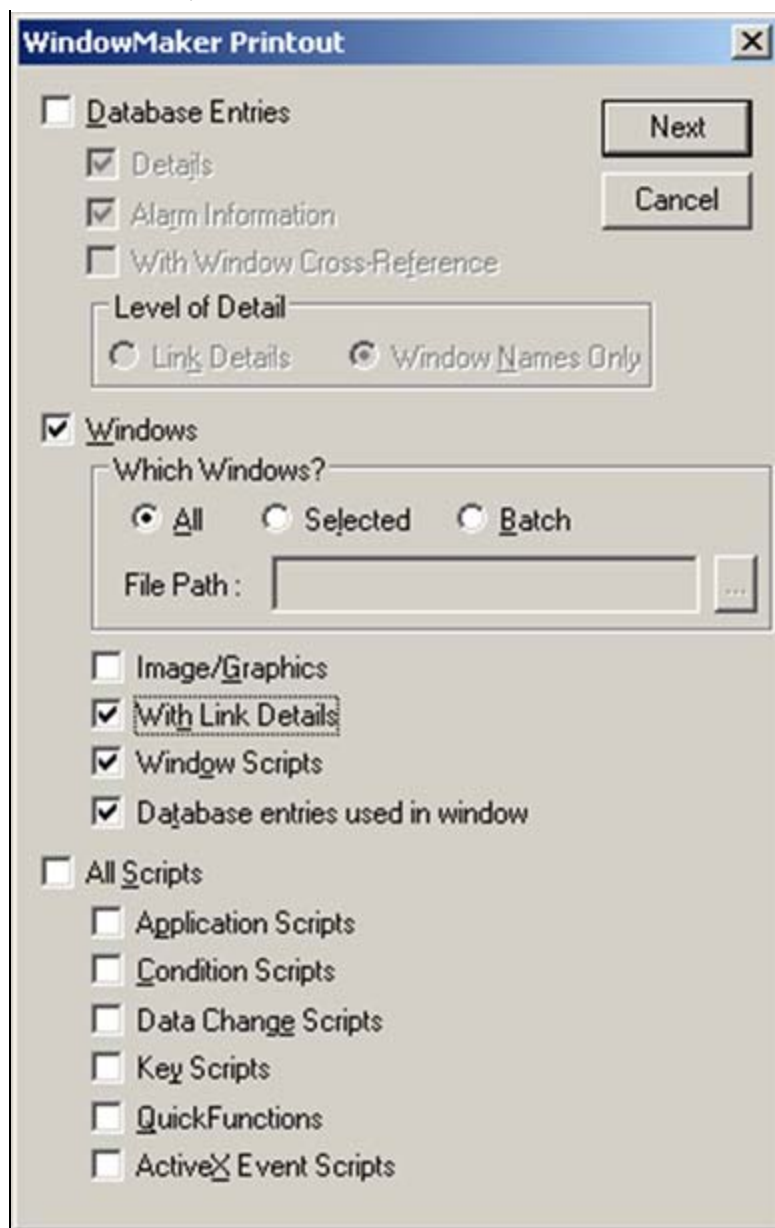 WindowMaker Printout
Database Entries
Next
Details
Alarm Information
Cancel
With Window Cross-Reference
Level of Detail
Link Details Window Names Only
Windows
Which Windows?
All Selected Batch
File Path :
...
Image/Graphics
With Link Details
Window Scripts
Database entries used in window
All Scripts
Application Scripts
Condition Scripts
Data Change Scripts
Key Scripts
QuickFunctions
ActiveX Event Scripts